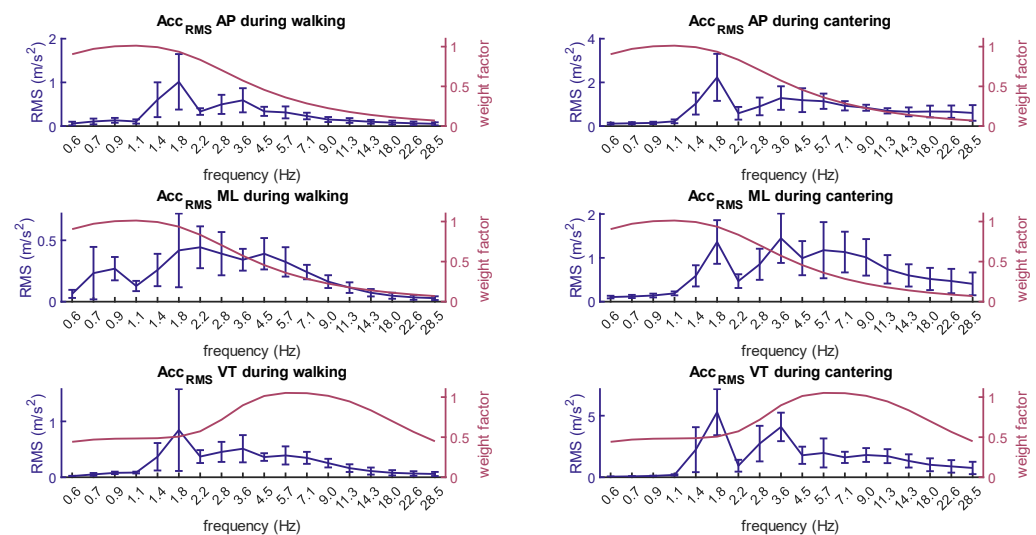 Acc_RMS AP during walking
2
1
0
RMS (m/s²)
1
0.5
0
weight factor
0.6 0.7 0.9 1.1 1.4 1.8 2.2 2.8 3.6 4.5 5.7 7.1 9.0 11.3 14.3 18.0 22.6 28.5
frequency (Hz)
Acc_RMS AP during cantering
4
2
0
RMS (m/s²)
1
0.5
0
weight factor
0.6 0.7 0.9 1.1 1.4 1.8 2.2 2.8 3.6 4.5 5.7 7.1 9.0 11.3 14.3 18.0 22.6 28.5
frequency (Hz)
Acc_RMS ML during walking
0.5
0
RMS (m/s²)
1
0.5
0
weight factor
0.6 0.7 0.9 1.1 1.4 1.8 2.2 2.8 3.6 4.5 5.7 7.1 9.0 11.3 14.3 18.0 22.6 28.5
frequency (Hz)
Acc_RMS ML during cantering
2
1
0
RMS (m/s²)
1
0.5
0
weight factor
0.6 0.7 0.9 1.1 1.4 1.8 2.2 2.8 3.6 4.5 5.7 7.1 9.0 11.3 14.3 18.0 22.6 28.5
frequency (Hz)
Acc_RMS VT during walking
1
0
RMS (m/s²)
1
0.5
0
weight factor
0.6 0.7 0.9 1.1 1.4 1.8 2.2 2.8 3.6 4.5 5.7 7.1 9.0 11.3 14.3 18.0 22.6 28.5
frequency (Hz)
Acc_RMS VT during cantering
5
0
RMS (m/s²)
1
0.5
0
weight factor
0.6 0.7 0.9 1.1 1.4 1.8 2.2 2.8 3.6 4.5 5.7 7.1 9.0 11.3 14.3 18.0 22.6 28.5
frequency (Hz)